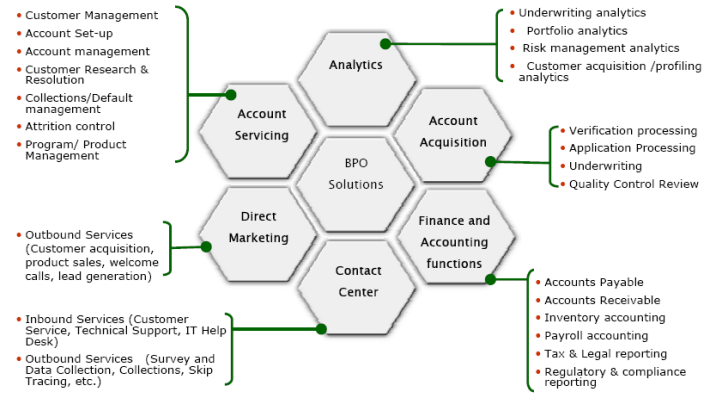 • Customer Management
• Account Set-up
• Account management
• Customer Research &
Resolution
• Collections/Default
management
• Attrition control
• Program/ Product
Management
• Underwriting analytics
• Portfolio analytics
• Risk management analytics
• Customer acquisition /profiling
analytics
Analytics
Account
Servicing
Account
Acquisition
• Verification processing
• Application Processing
• Underwriting
• Quality Control Review
BPO
Solutions
Direct
Marketing
Finance and
Accounting
functions
• Outbound Services
(Customer acquisition,
product sales, welcome
calls, lead generation)
Contact
Center
• Accounts Payable
• Accounts Receivable
• Inventory accounting
• Payroll accounting
• Tax & Legal reporting
• Regulatory & compliance
reporting
• Inbound Services (Customer
Service, Technical Support, IT Help
Desk)
• Outbound Services (Survey and
Data Collection, Collections, Skip
Tracing, etc.)